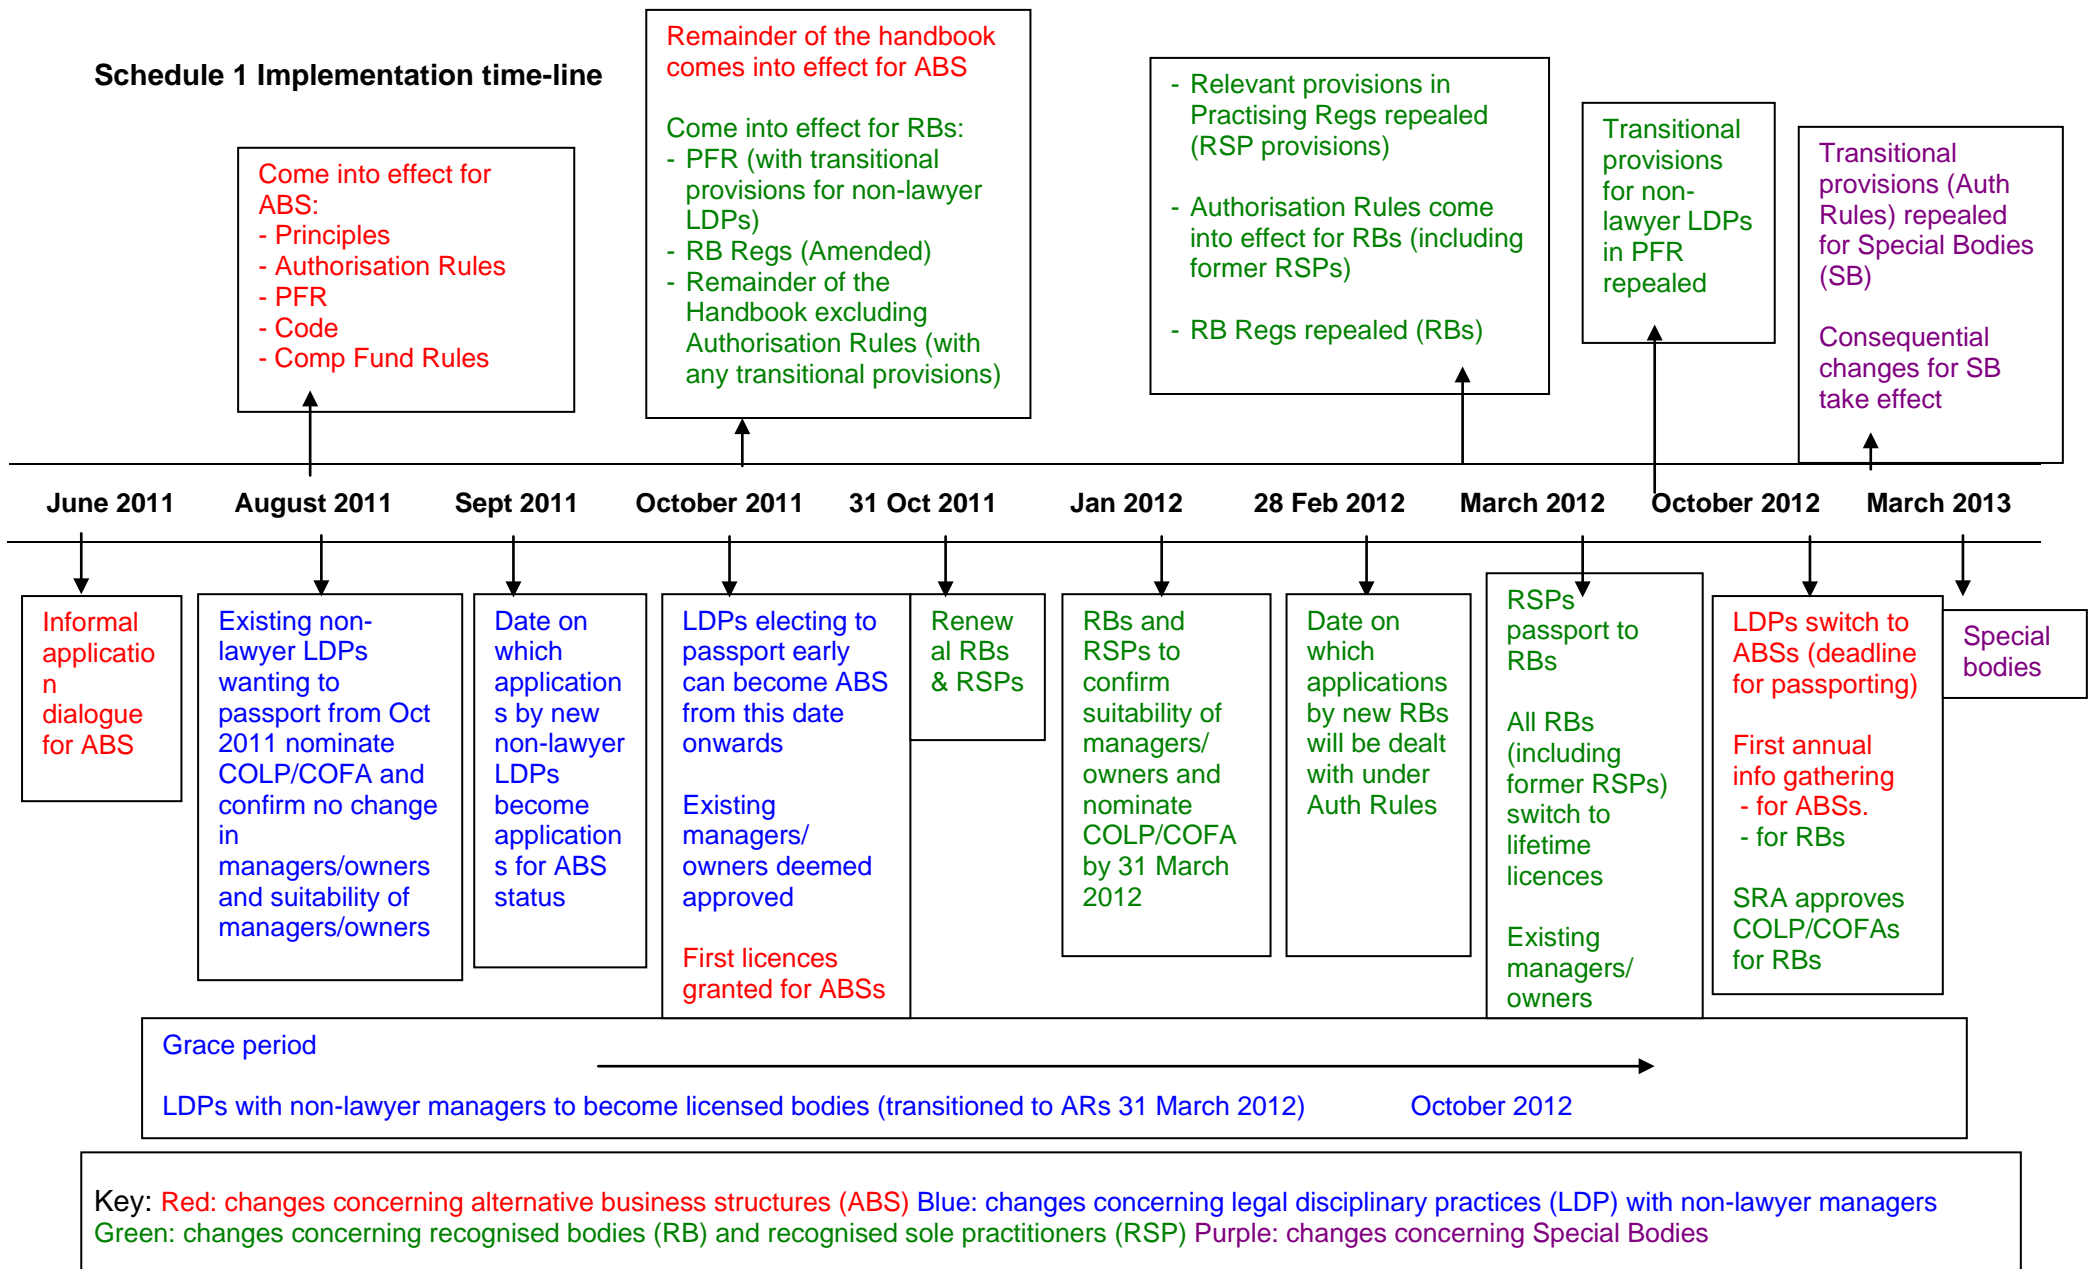 Schedule 1 Implementation time-line
Come into effect for
ABS:
- Principles
- Authorisation Rules
- PFR
- Code
- Comp Fund Rules
Remainder of the handbook
comes into effect for ABS
Come into effect for RBs:
- PFR (with transitional
provisions for non-lawyer
LDPs)
- RB Regs (Amended)
- Remainder of the
Handbook excluding
Authorisation Rules (with
any transitional provisions)
- Relevant provisions in
Practising Regs repealed
(RSP provisions)
- Authorisation Rules come
into effect for RBs (including
former RSPs)
- RB Regs repealed (RBs)
Transitional
provisions
for non-
lawyer LDPs
in PFR
repealed
Transitional
provisions (Auth
Rules) repealed
for Special Bodies
(SB)
Consequential
changes for SB
take effect
June 2011 August 2011 Sept 2011 October 2011 31 Oct 2011 Jan 2012 28 Feb 2012 March 2012 October 2012 March 2013
Informal
applicatio
n
dialogue
for ABS
Existing non-
lawyer LDPs
wanting to
passport from Oct
2011 nominate
COLP/COFA and
confirm no change
in
managers/owners
and suitability of
managers/owners
Date on
which
application
s by new
non-lawyer
LDPs
become
application
s for ABS
status
LDPs electing to
passport early
can become ABS
from this date
onwards
Existing
managers/
owners deemed
approved
First licences
granted for ABSs
Renew
al RBs
& RSPs
RBs and
RSPs to
confirm
suitability of
managers/
owners and
nominate
COLP/COFA
by 31 March
2012
Date on
which
applications
by new RBs
will be dealt
with under
Auth Rules
RSPs
passport to
RBs
All RBs
(including
former RSPs)
switch to
lifetime
licences
Existing
managers/
owners
LDPs switch to
ABSs (deadline
for passporting)
First annual
info gathering
- for ABSs.
- for RBs
SRA approves
COLP/COFAs
for RBs
Special
bodies
Grace period
LDPs with non-lawyer managers to become licensed bodies (transitioned to ARs 31 March 2012) October 2012
Key: Red: changes concerning alternative business structures (ABS) Blue: changes concerning legal disciplinary practices (LDP) with non-lawyer managers
Green: changes concerning recognised bodies (RB) and recognised sole practitioners (RSP) Purple: changes concerning Special Bodies